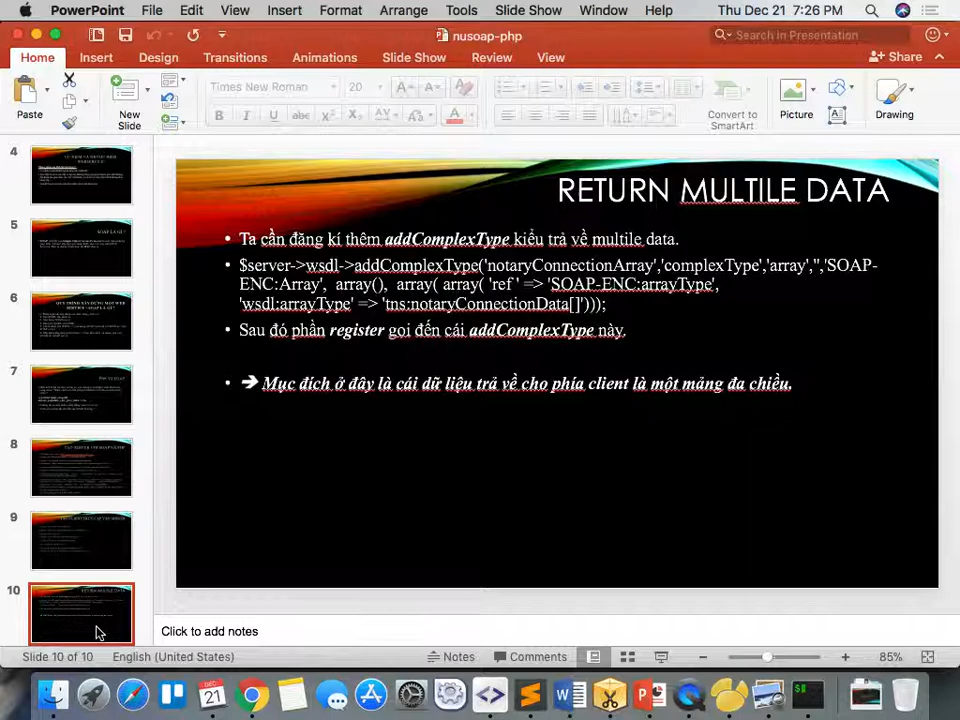 PowerPoint File Edit View Insert Format Arrange Tools Slide Show Window Help Thu Dec 21 7:26 PM
nusoap-php
Search in Presentation
Home Insert Design Transitions Animations Slide Show Review View Share
Times New Roman 20
Paste New Slide Convert to SmartArt Picture Drawing
RETURN MULTILE DATA
• Ta cần đăng kí thêm addComplexType kiểu trả về multile data.
• $server->wsdl->addComplexType('notaryConnectionArray','complexType','array','','SOAP-
ENC:Array', array(), array( array( 'ref' => 'SOAP-ENC:arrayType',
'wsdl:arrayType' => 'tns:notaryConnectionData[]')));
• Sau đó phần register gọi đến cái addComplexType này.
• ➔ Mục đích ở đây là cái dữ liệu trả về cho phía client là một mảng đa chiều.
4
5
6
7
8
9
10
RETURN MULTILE DATA
Click to add notes
Slide 10 of 10 English (United States) Notes Comments 85%
DEC
21